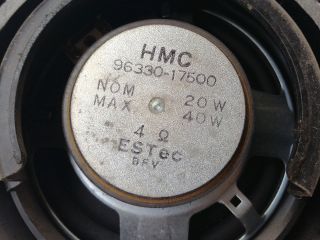 HMC
96330-17500
NOM 20W
MAX 40W
4 Ω
ESTec